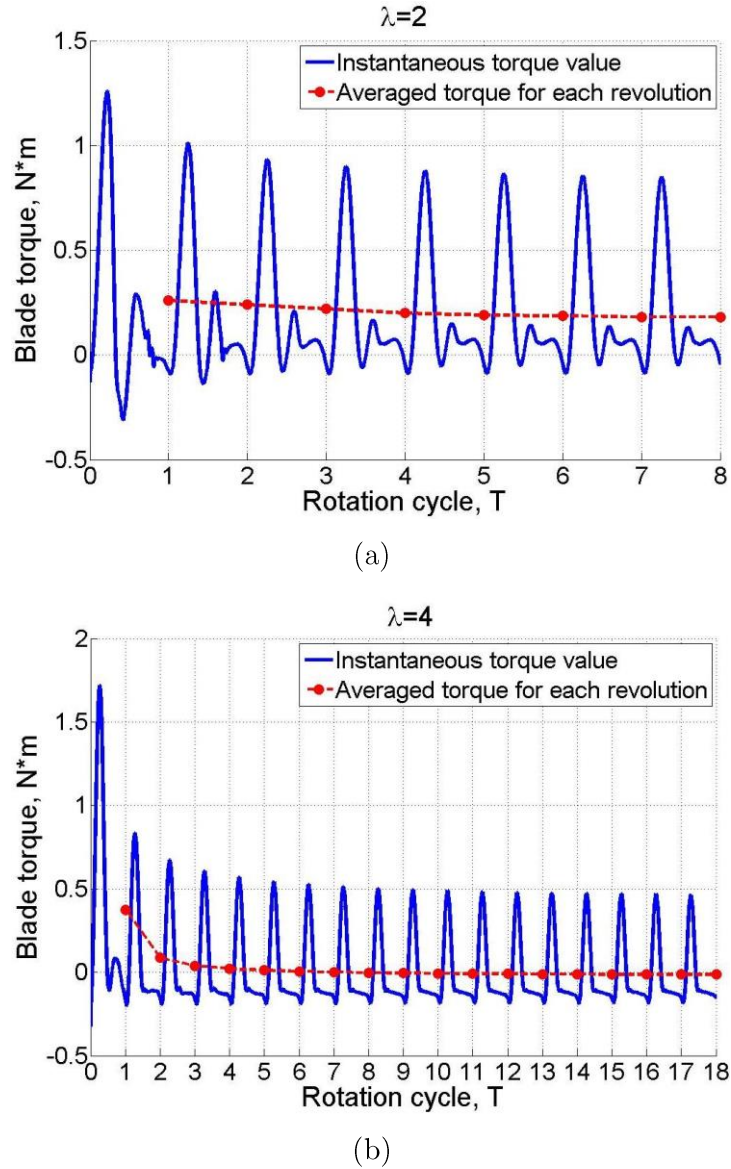 λ=2
1.5
1
0.5
0
-0.5
Blade torque, N*m
Instantaneous torque value
Averaged torque for each revolution
0 1 2 3 4 5 6 7 8
Rotation cycle, T
(a)
λ=4
2
1.5
1
0.5
0
-0.5
Blade torque, N*m
Instantaneous torque value
Averaged torque for each revolution
0 1 2 3 4 5 6 7 8 9 10 11 12 13 14 15 16 17 18
Rotation cycle, T
(b)